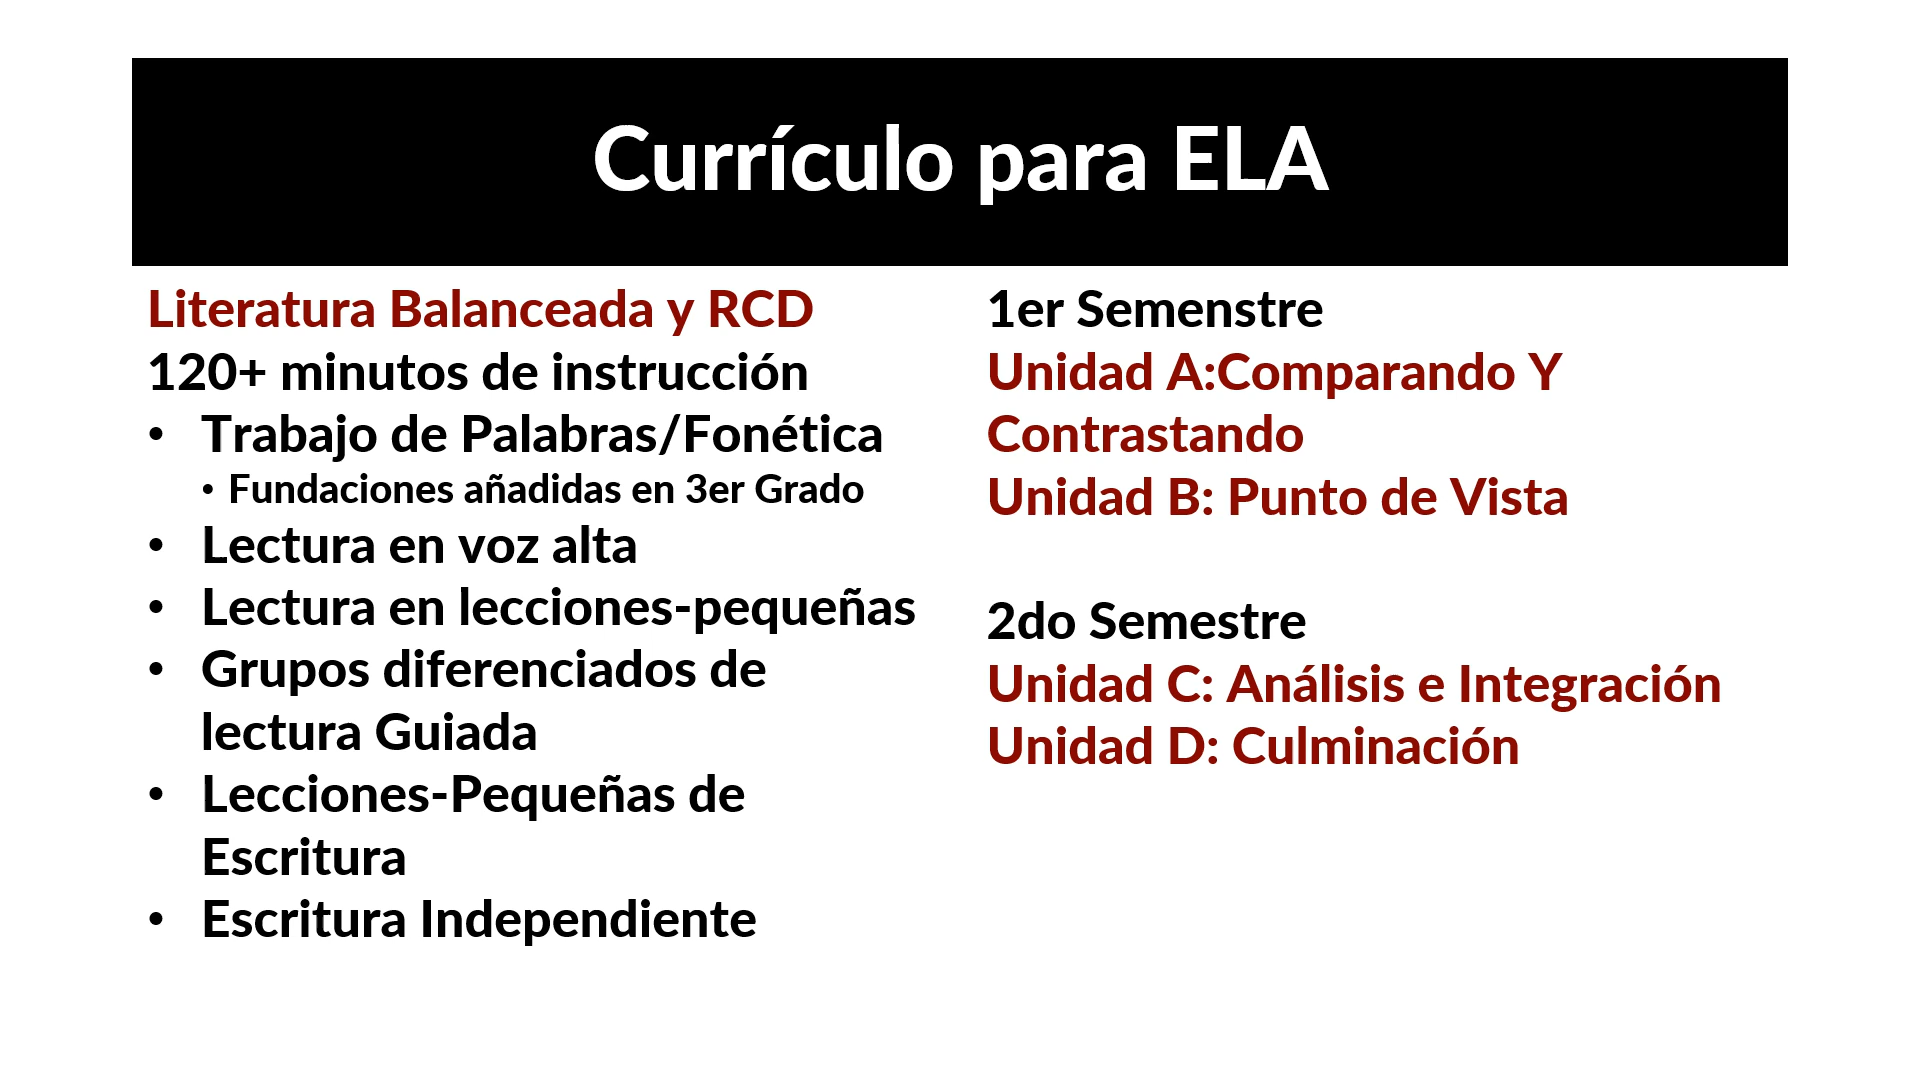 Currículo para ELA
Literatura Balanceada y RCD
120+ minutos de instrucción
• Trabajo de Palabras/Fonética
• Fundaciones añadidas en 3er Grado
• Lectura en voz alta
• Lectura en lecciones-pequeñas
• Grupos diferenciados de
lectura Guiada
• Lecciones-Pequeñas de
Escritura
• Escritura Independiente
1er Semenstre
Unidad A:Comparando Y
Contrastando
Unidad B: Punto de Vista
2do Semestre
Unidad C: Análisis e Integración
Unidad D: Culminación